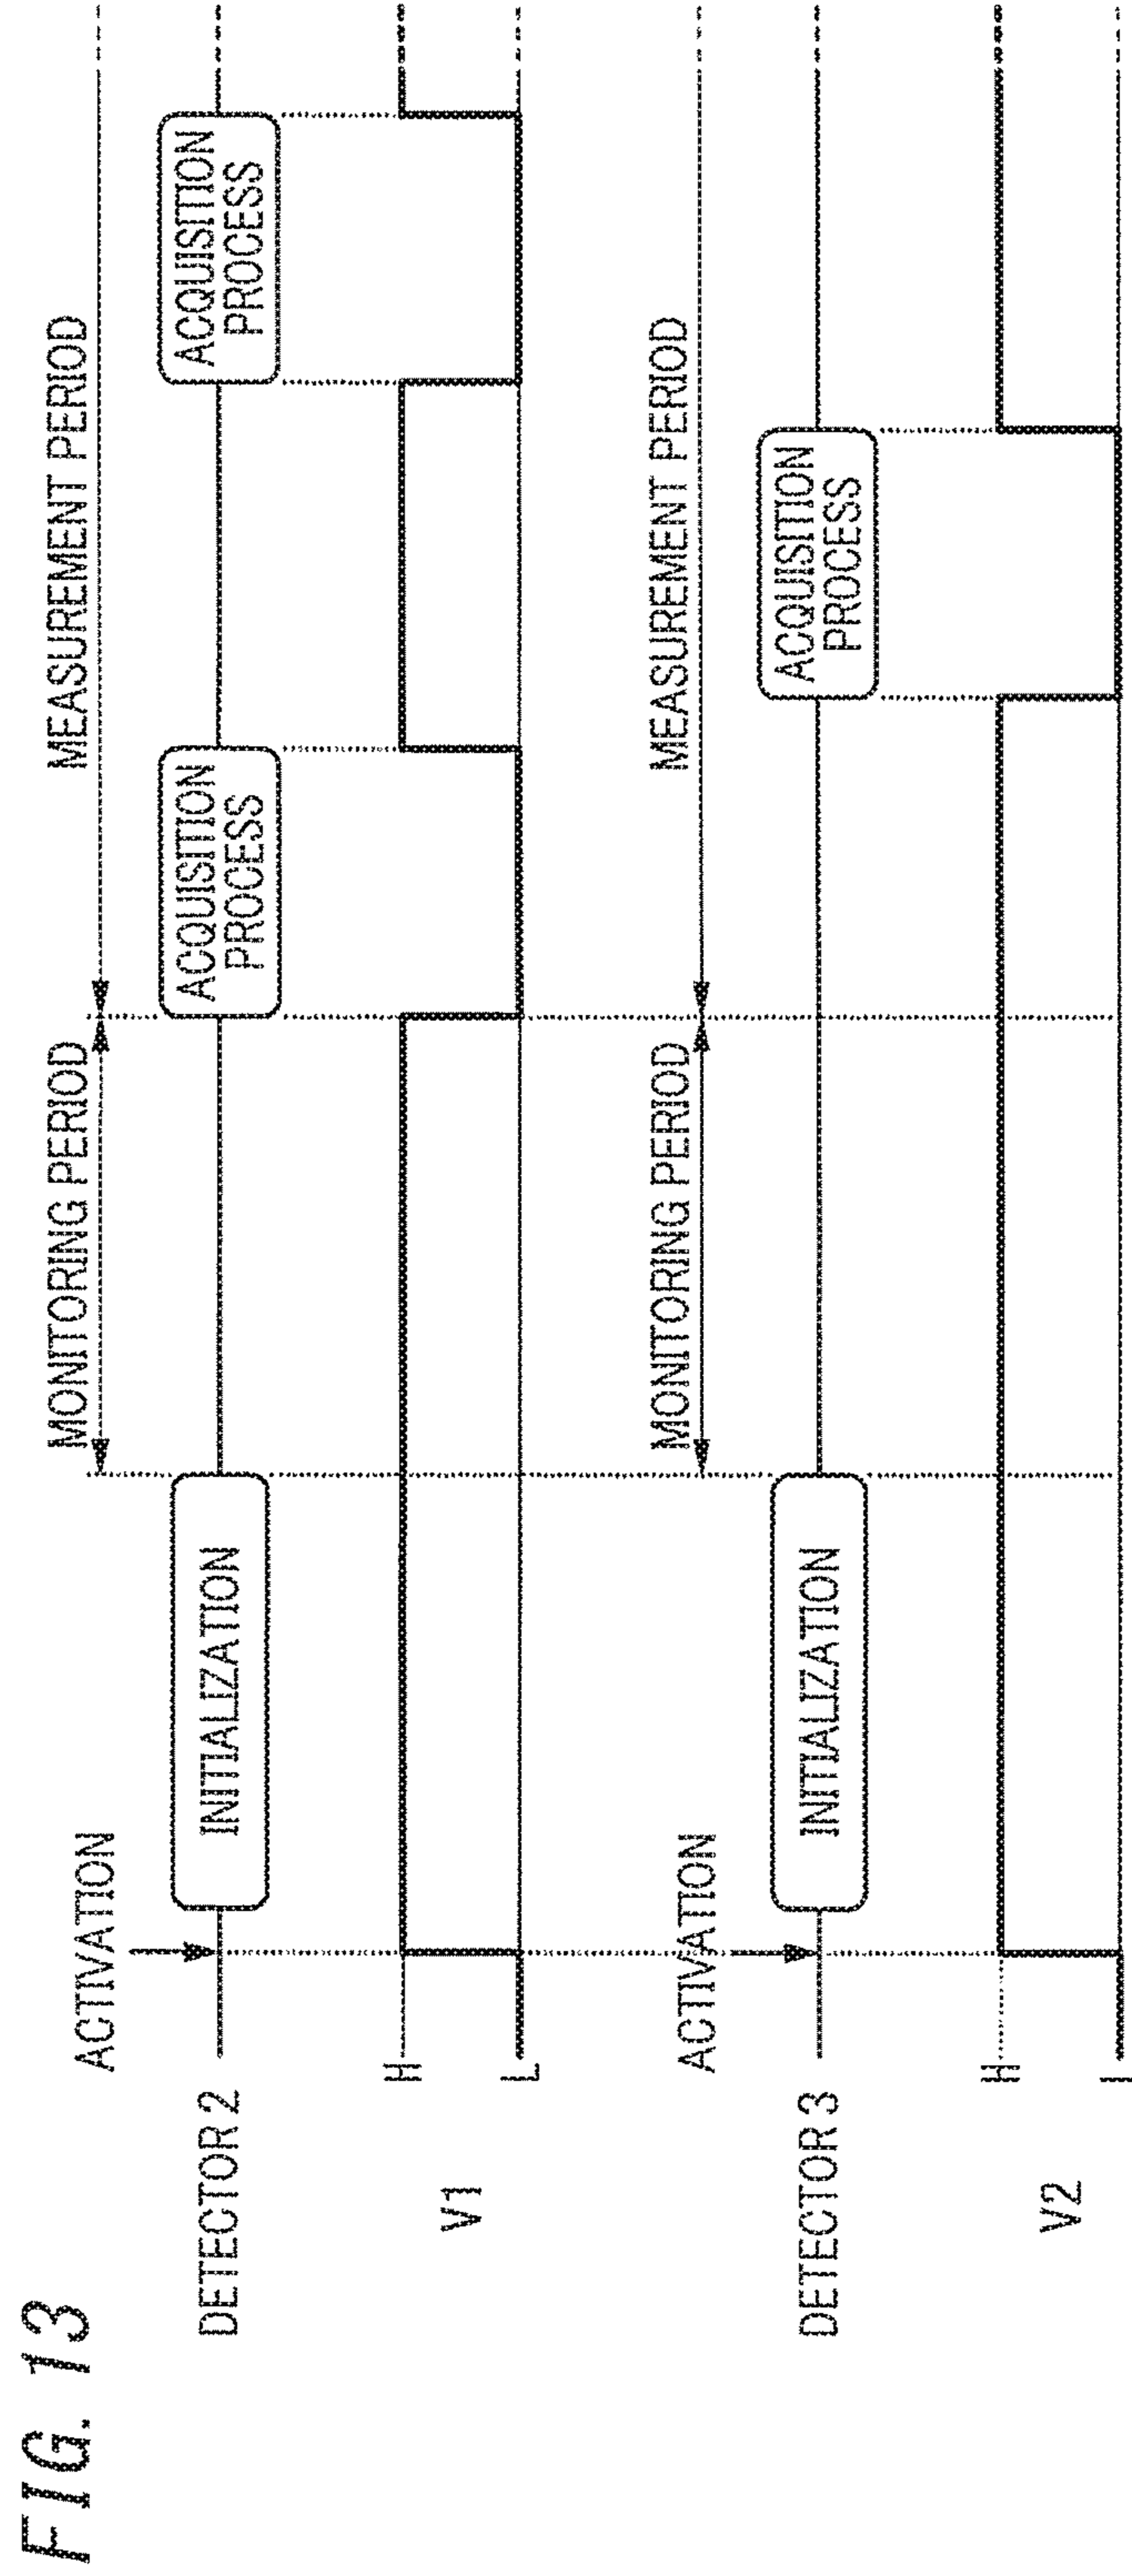 FIG. 13
ACTIVATION
MONITORING PERIOD
MEASUREMENT PERIOD
DETECTOR 2
INITIALIZATION
ACQUISITION
PROCESS
ACQUISITION
PROCESS
V1
H
L
ACTIVATION
MONITORING PERIOD
MEASUREMENT PERIOD
DETECTOR 3
INITIALIZATION
ACQUISITION
PROCESS
V2
H